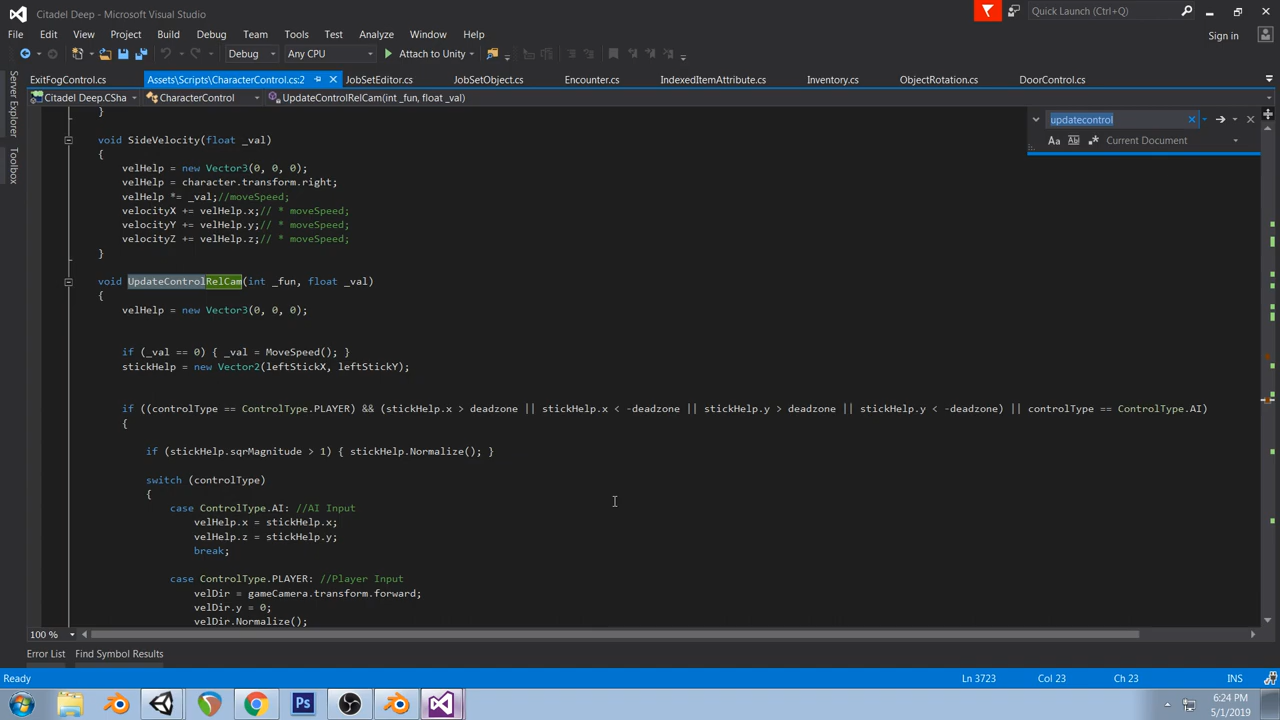 Citadel Deep - Microsoft Visual Studio
Quick Launch (Ctrl+Q)
File Edit View Project Build Debug Team Tools Test Analyze Window Help
Sign in
Debug Any CPU Attach to Unity
Server Explorer
Toolbox
ExitFogControl.cs Assets\Scripts\CharacterControl.cs:2 JobSetEditor.cs JobSetObject.cs Encounter.cs IndexedItemAttribute.cs Inventory.cs ObjectRotation.cs DoorControl.cs
Citadel Deep.CSha CharacterControl UpdateControlRelCam(int _fun, float _val)
updatecontrol
Aa Current Document
}
void SideVelocity(float _val)
{
velHelp = new Vector3(0, 0, 0);
velHelp = character.transform.right;
velHelp *= _val;//moveSpeed;
velocityX += velHelp.x;// * moveSpeed;
velocityY += velHelp.y;// * moveSpeed;
velocityZ += velHelp.z;// * moveSpeed;
}
void UpdateControlRelCam(int _fun, float _val)
{
velHelp = new Vector3(0, 0, 0);
if (_val == 0) { _val = MoveSpeed(); }
stickHelp = new Vector2(leftStickX, leftStickY);
if ((controlType == ControlType.PLAYER) && (stickHelp.x > deadzone || stickHelp.x < -deadzone || stickHelp.y > deadzone || stickHelp.y < -deadzone) || controlType == ControlType.AI)
{
if (stickHelp.sqrMagnitude > 1) { stickHelp.Normalize(); }
switch (controlType)
{
case ControlType.AI: //AI Input
velHelp.x = stickHelp.x;
velHelp.z = stickHelp.y;
break;
case ControlType.PLAYER: //Player Input
velDir = gameCamera.transform.forward;
velDir.y = 0;
velDir.Normalize();
100 %
Error List Find Symbol Results
Ready Ln 3723 Col 23 Ch 23 INS
Ps
6:24 PM
5/1/2019